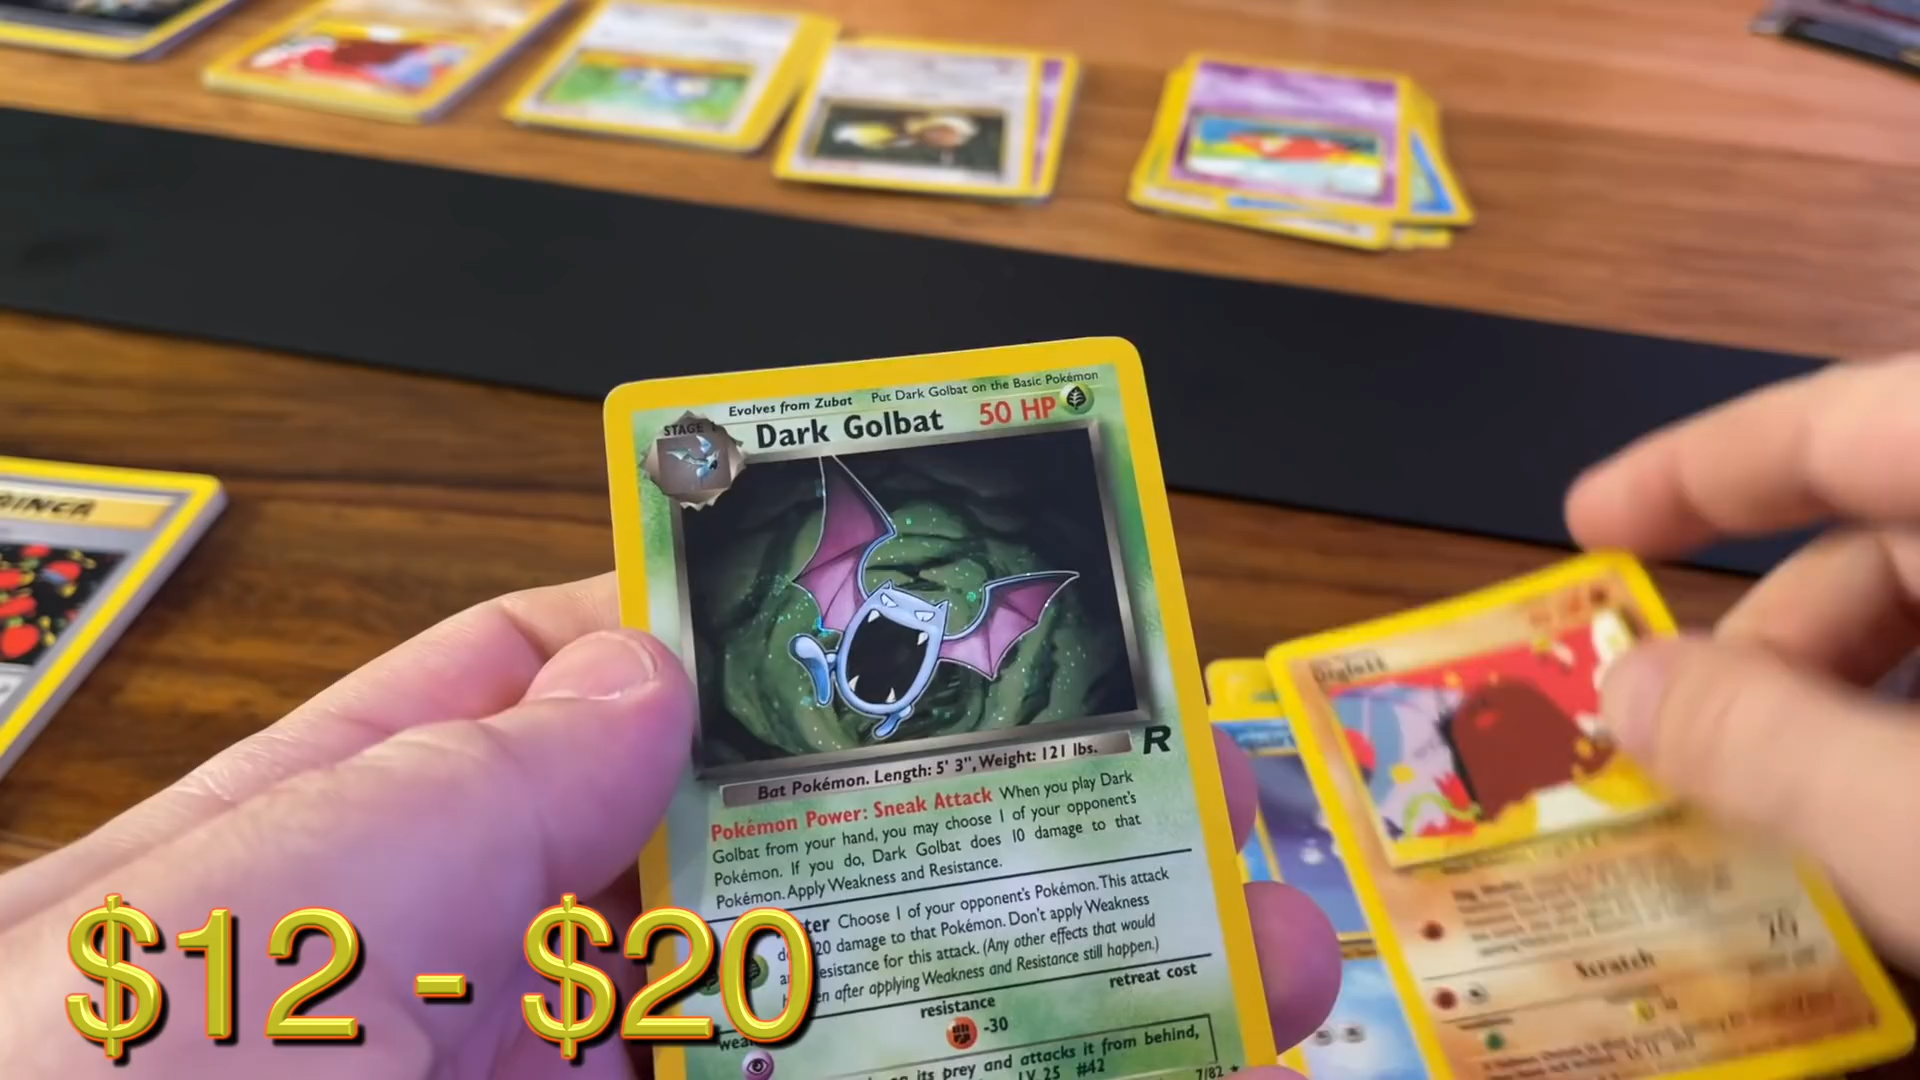 Evolves from Zubat Put Dark Golbat on the Basic Pokémon
STAGE 1
Dark Golbat 50 HP
Bat Pokémon. Length: 5' 3", Weight: 121 lbs.
R
Pokémon Power: Sneak Attack When you play Dark
Golbat from your hand, you may choose 1 of your opponent's
Pokémon. If you do, Dark Golbat does 10 damage to that
Pokémon. Apply Weakness and Resistance.
Choose 1 of your opponent's Pokémon. This attack
20 damage to that Pokémon. Don't apply Weakness
esistance for this attack. (Any other effects that would
en after applying Weakness and Resistance still happen.)
resistance
retreat cost
-30
its prey and attacks it from behind,
LV. 25 #42
7/82
Diglett
Scratch
$12 - $20